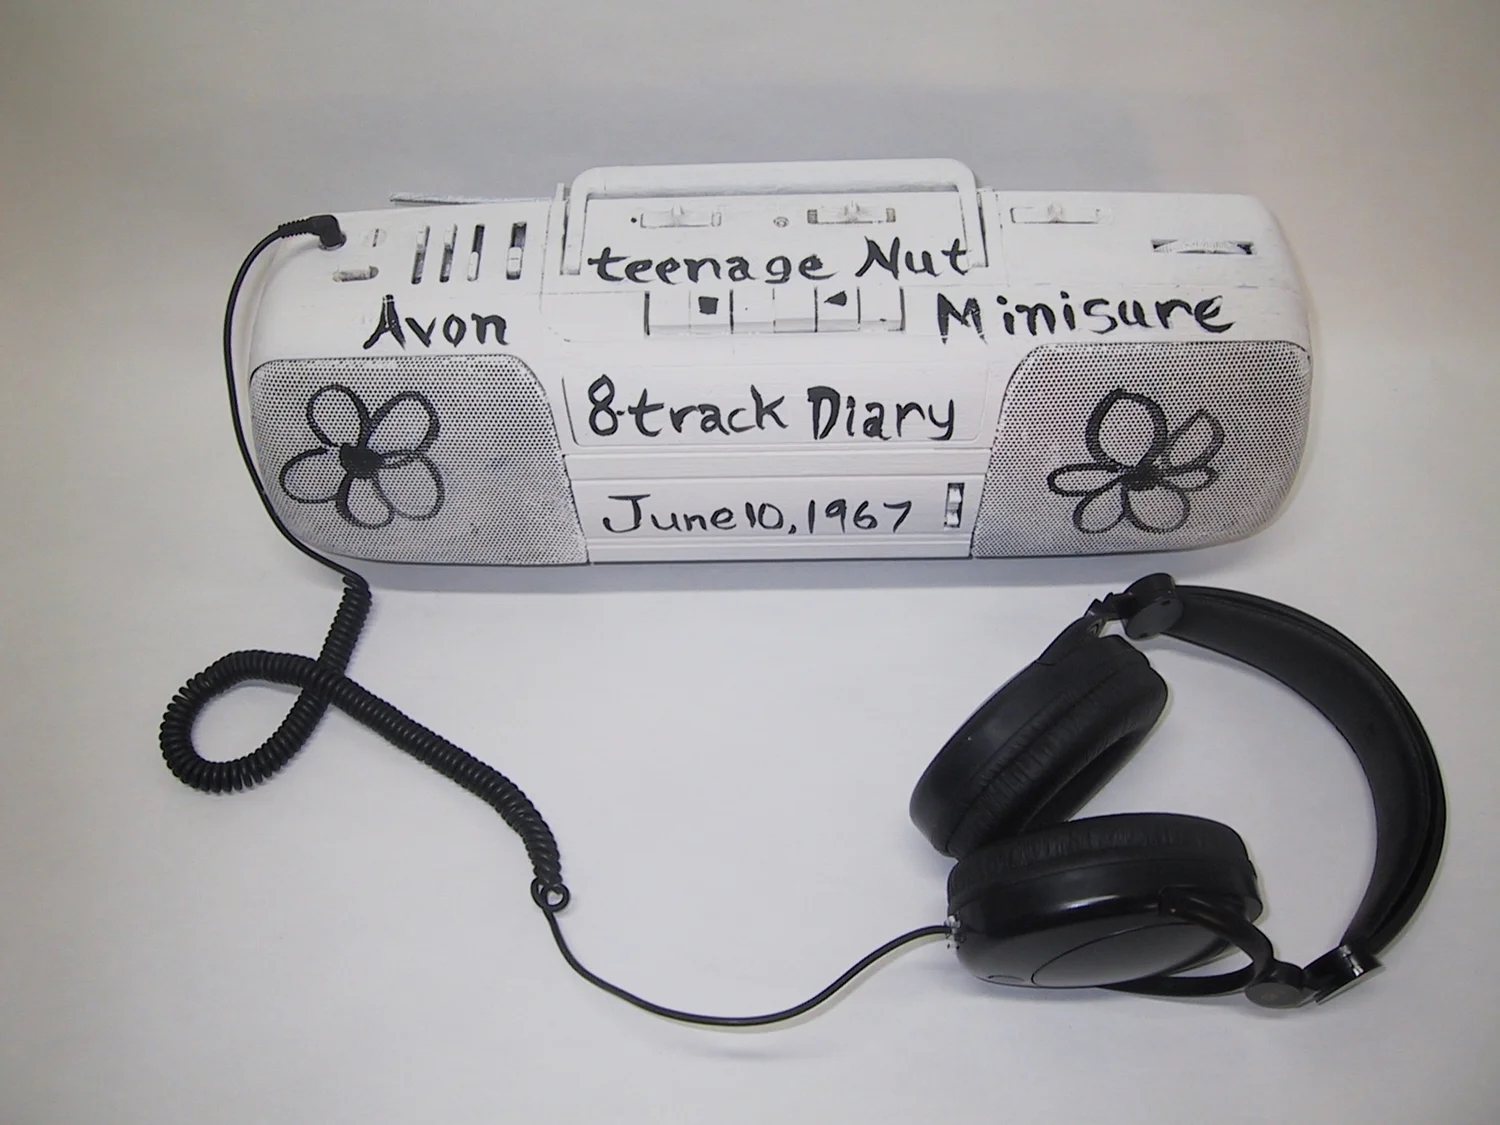 teenage Nut
Avon
Minisure
8-track Diary
June 10, 1967